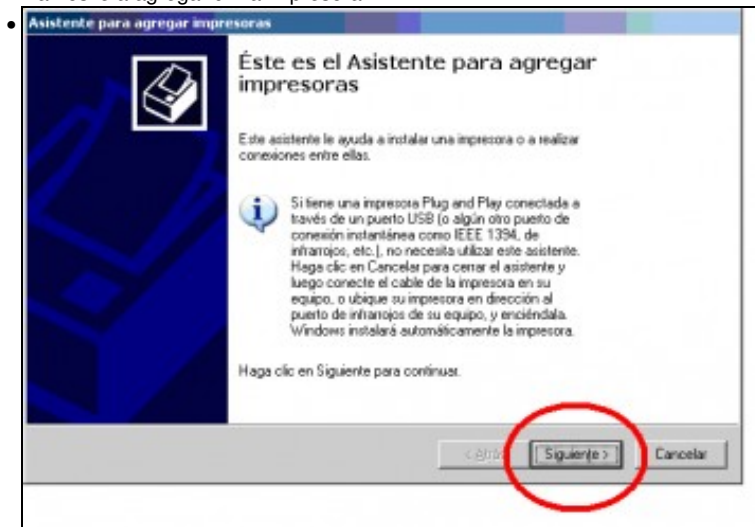 Asistente para agregar impresoras
Éste es el Asistente para agregar
impresoras
Este asistente le ayuda a instalar una impresora o a realizar
conexiones entre ellas.
Si tiene una impresora Plug and Play conectada a
través de un puerto USB (o algún otro puerto de
conexión instantánea como IEEE 1394, de
infrarrojos, etc.), no necesita utilizar este asistente.
Haga clic en Cancelar para cerrar el asistente y
luego conecte el cable de la impresora en su
equipo, o ubique su impresora en dirección al
puerto de infrarrojos de su equipo, y enciéndala.
Windows instalará automáticamente la impresora.
Haga clic en Siguiente para continuar.
< Atrás Siguiente > Cancelar